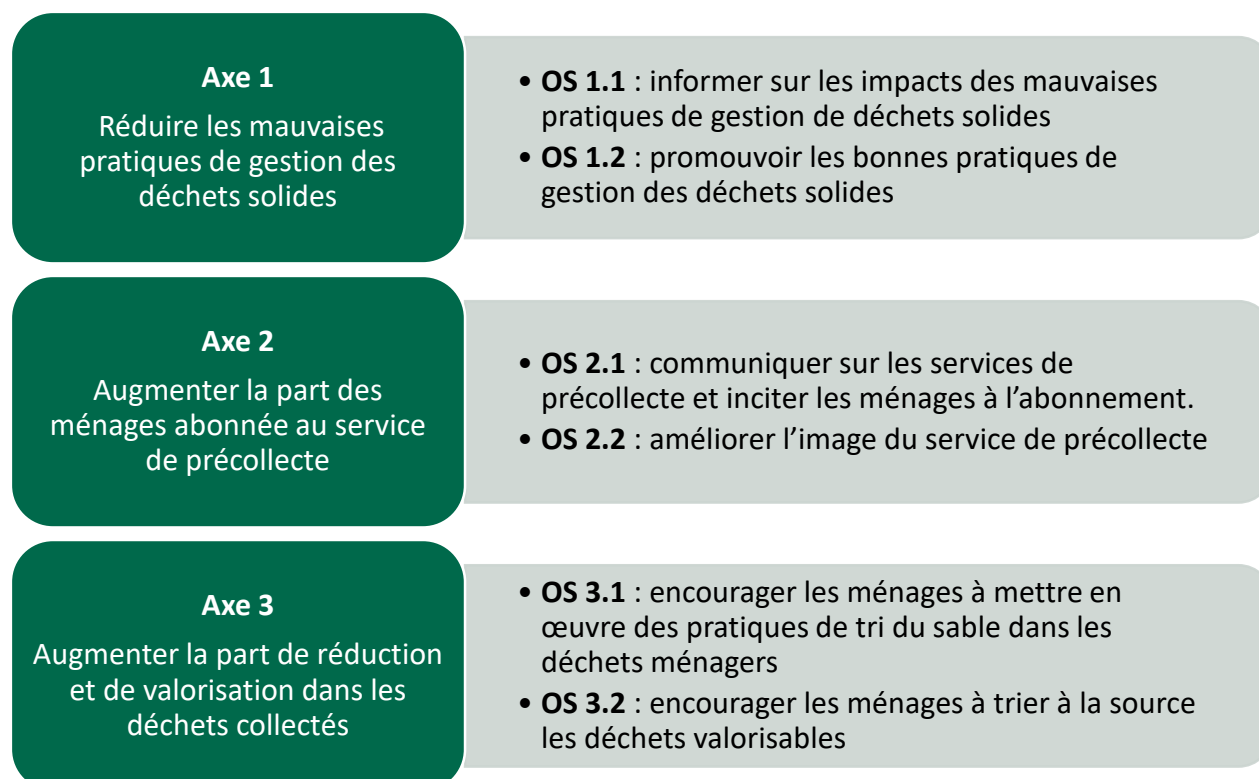 Axe 1
Réduire les mauvaises
pratiques de gestion des
déchets solides
• OS 1.1 : informer sur les impacts des mauvaises
pratiques de gestion de déchets solides
• OS 1.2 : promouvoir les bonnes pratiques de
gestion des déchets solides
Axe 2
Augmenter la part des
ménages abonnée au service
de précollecte
• OS 2.1 : communiquer sur les services de
précollecte et inciter les ménages à l’abonnement.
• OS 2.2 : améliorer l’image du service de précollecte
Axe 3
Augmenter la part de réduction
et de valorisation dans les
déchets collectés
• OS 3.1 : encourager les ménages à mettre en
œuvre des pratiques de tri du sable dans les
déchets ménagers
• OS 3.2 : encourager les ménages à trier à la source
les déchets valorisables